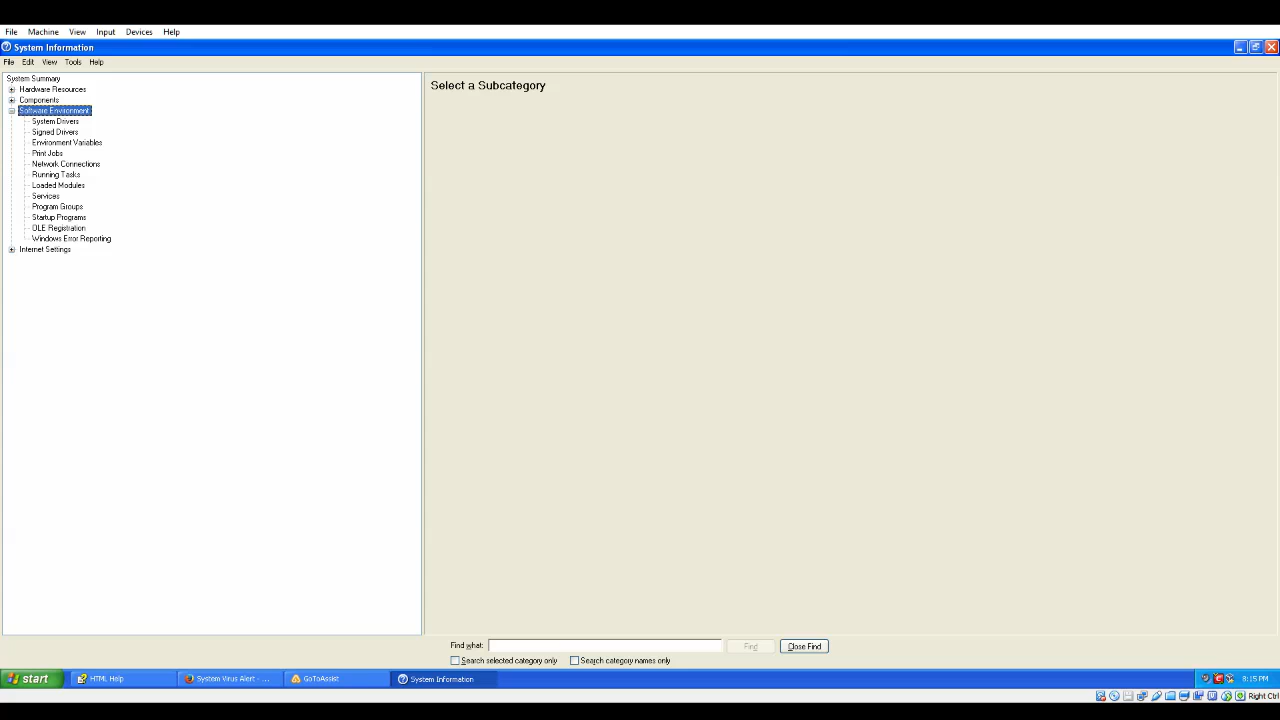 File Machine View Input Devices Help
System Information
File Edit View Tools Help
System Summary
Hardware Resources
Components
Software Environment
System Drivers
Signed Drivers
Environment Variables
Print Jobs
Network Connections
Running Tasks
Loaded Modules
Services
Program Groups
Startup Programs
OLE Registration
Windows Error Reporting
Internet Settings
Select a Subcategory
Find what: Find Close Find
Search selected category only Search category names only
start HTML Help System Virus Alert - ... GoToAssist System Information 8:15 PM
Right Ctrl